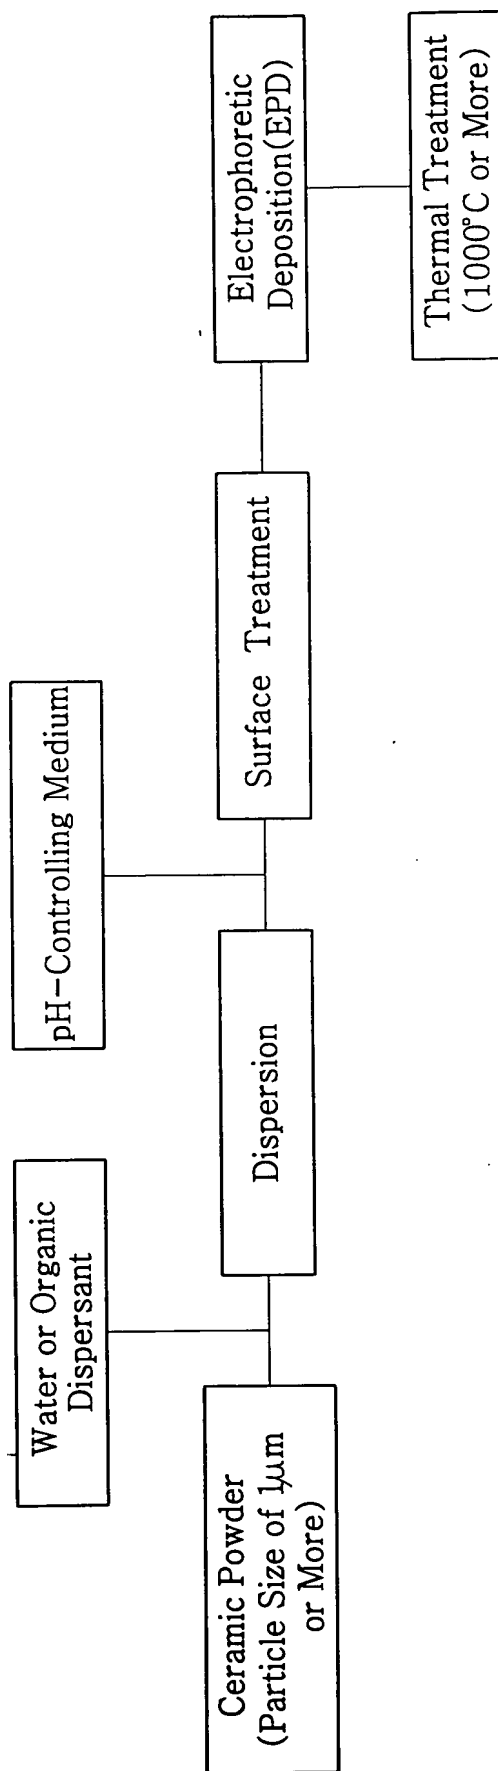 Ceramic Powder
(Particle Size of 1μm
or More)
Water or Organic
Dispersant
Dispersion
pH-Controlling Medium
Surface Treatment
Electrophoretic
Deposition(EPD)
Thermal Treatment
(1000°C or More)